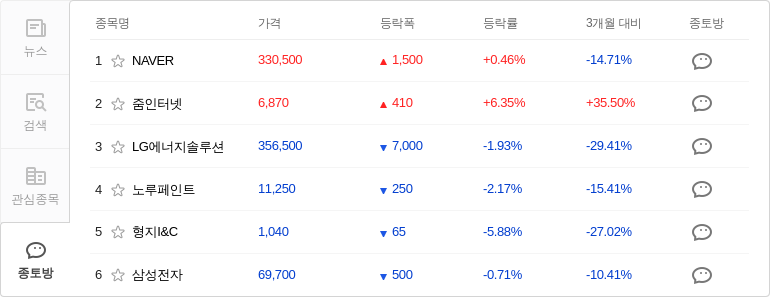 뉴스
검색
관심종목
종토방
종목명 가격 등락폭 등락률 3개월 대비 종토방
1 NAVER 330,500 ▲ 1,500 +0.46% -14.71%
2 줌인터넷 6,870 ▲ 410 +6.35% +35.50%
3 LG에너지솔루션 356,500 ▼ 7,000 -1.93% -29.41%
4 노루페인트 11,250 ▼ 250 -2.17% -15.41%
5 형지I&C 1,040 ▼ 65 -5.88% -27.02%
6 삼성전자 69,700 ▼ 500 -0.71% -10.41%